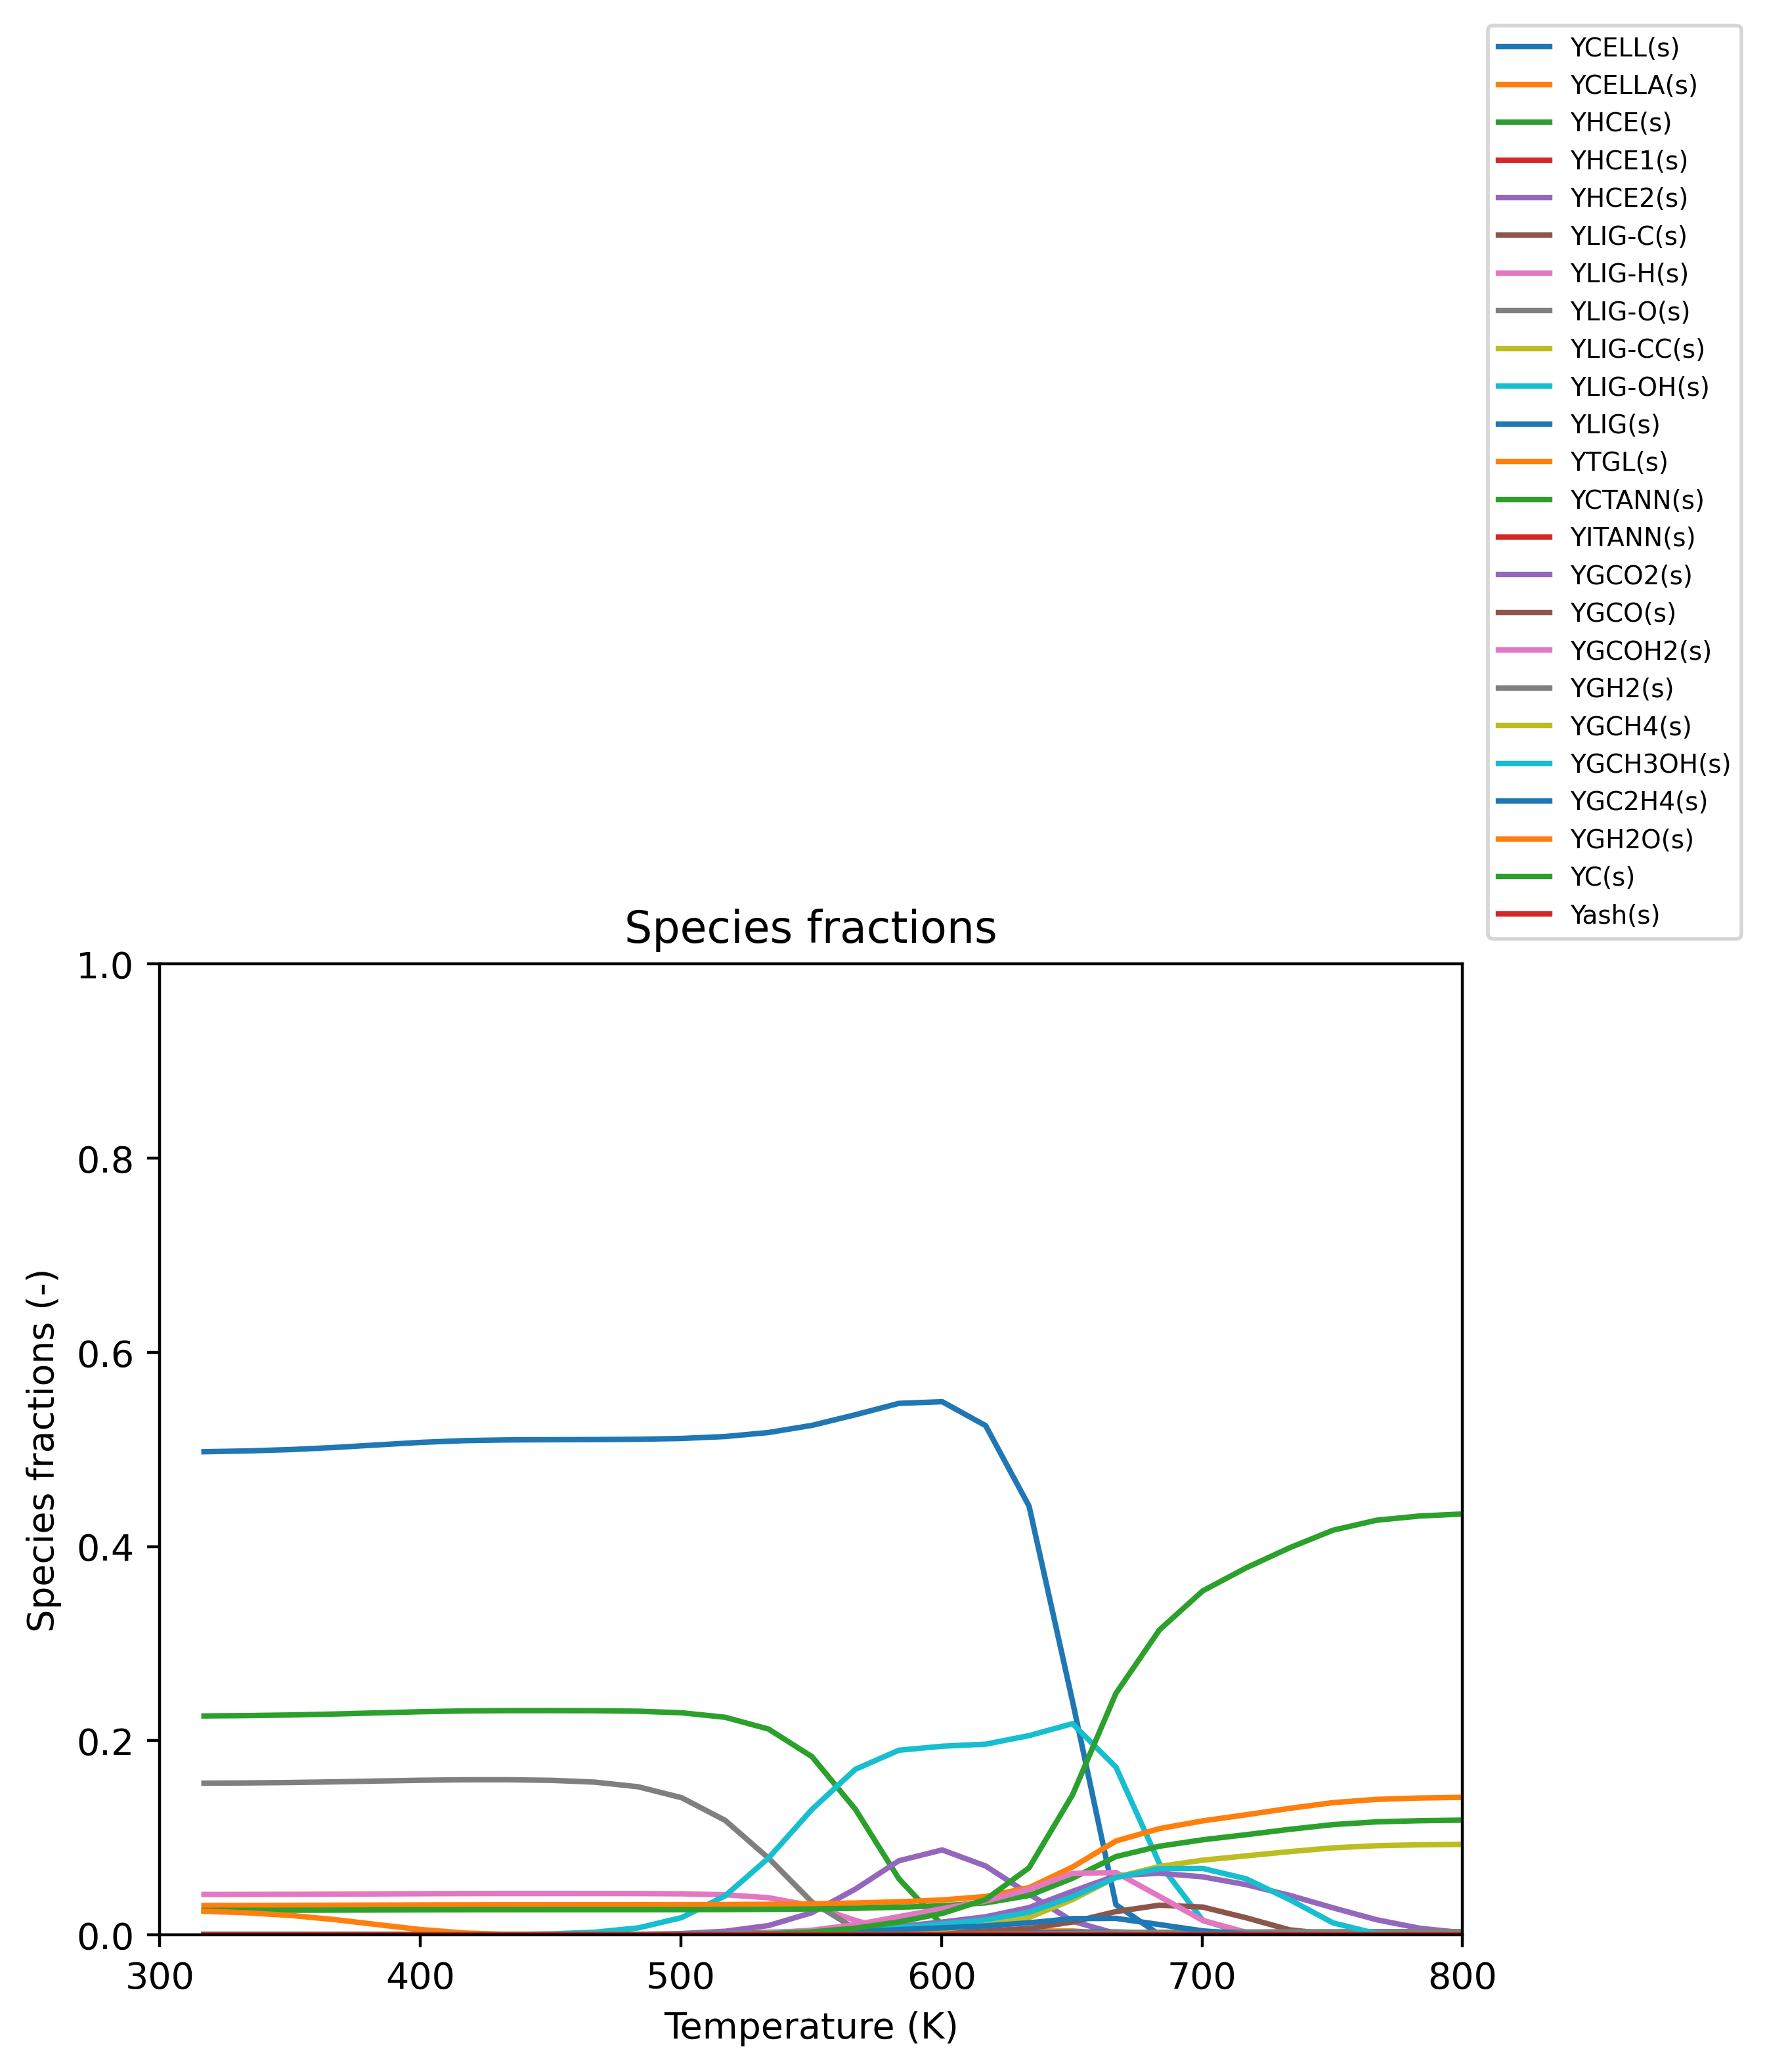 YCELL(s)
YCELLA(s)
YHCE(s)
YHCE1(s)
YHCE2(s)
YLIG-C(s)
YLIG-H(s)
YLIG-O(s)
YLIG-CC(s)
YLIG-OH(s)
YLIG(s)
YTGL(s)
YCTANN(s)
YITANN(s)
YGCO2(s)
YGCO(s)
YGCOH2(s)
YGH2(s)
YGCH4(s)
YGCH3OH(s)
YGC2H4(s)
YGH2O(s)
YC(s)
Yash(s)
Species fractions
1.0
0.8
0.6
0.4
0.2
0.0
Species fractions (-)
300 400 500 600 700 800
Temperature (K)